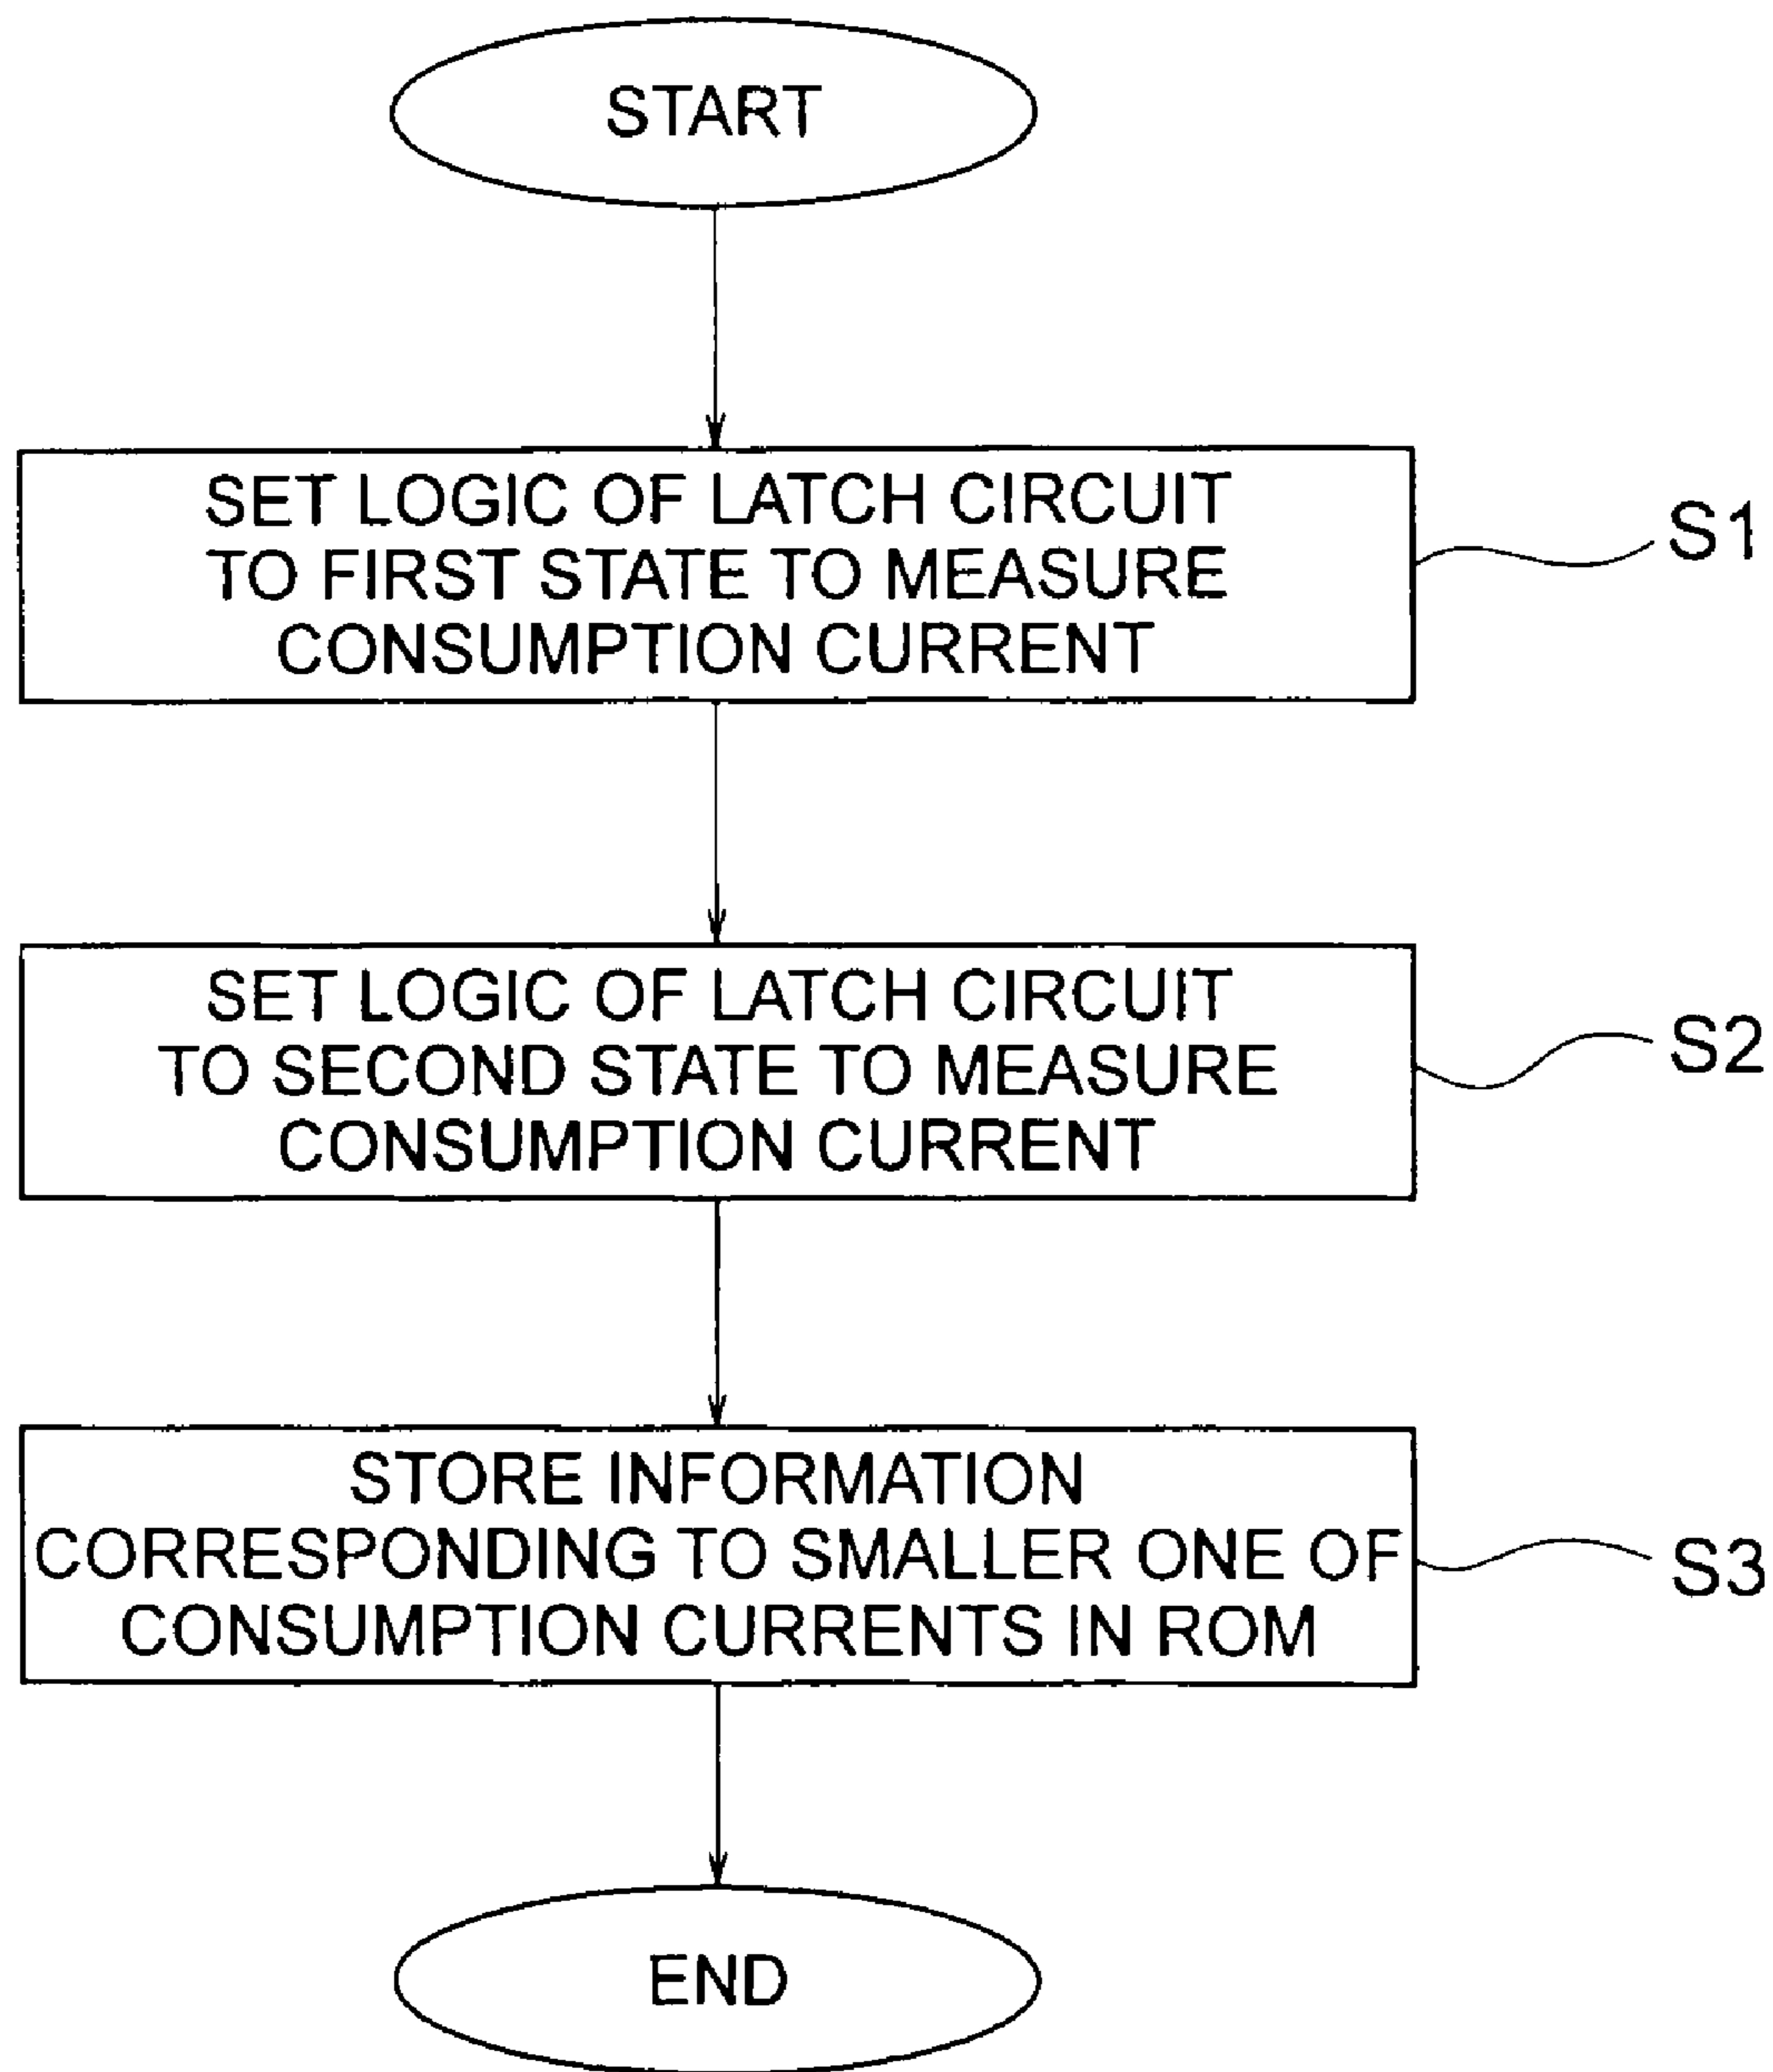 START
SET LOGIC OF LATCH CIRCUIT
TO FIRST STATE TO MEASURE
CONSUMPTION CURRENT
S1
SET LOGIC OF LATCH CIRCUIT
TO SECOND STATE TO MEASURE
CONSUMPTION CURRENT
S2
STORE INFORMATION
CORRESPONDING TO SMALLER ONE OF
CONSUMPTION CURRENTS IN ROM
S3
END